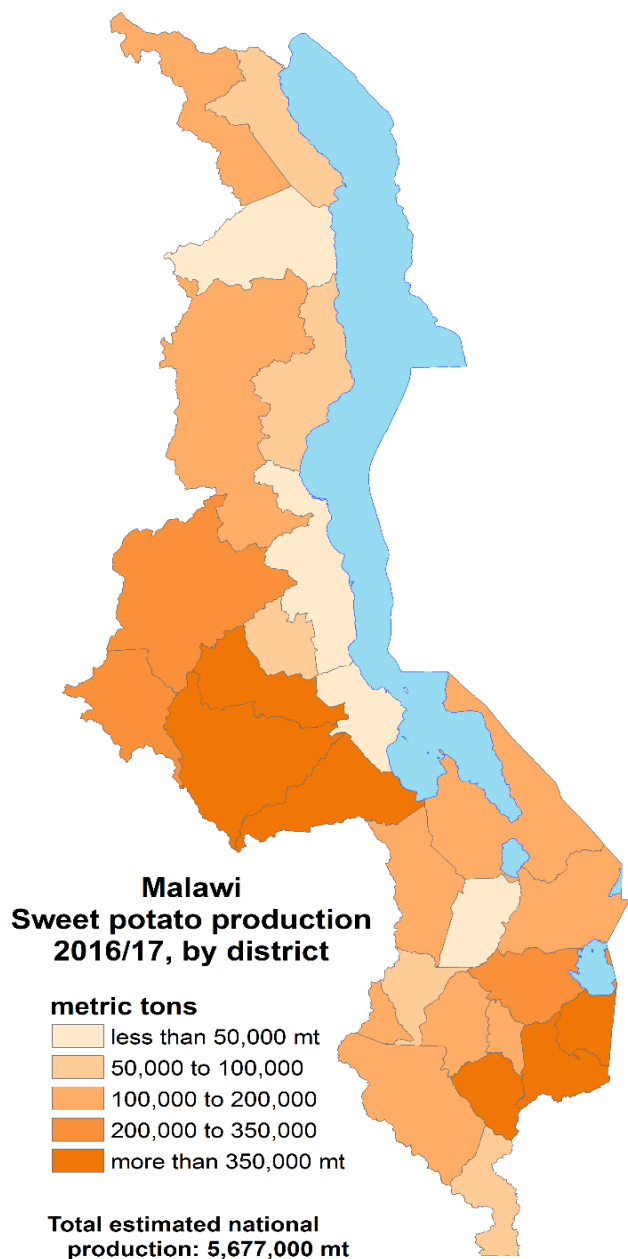 Malawi
Sweet potato production
2016/17, by district
metric tons
less than 50,000 mt
50,000 to 100,000
100,000 to 200,000
200,000 to 350,000
more than 350,000 mt
Total estimated national
production: 5,677,000 mt